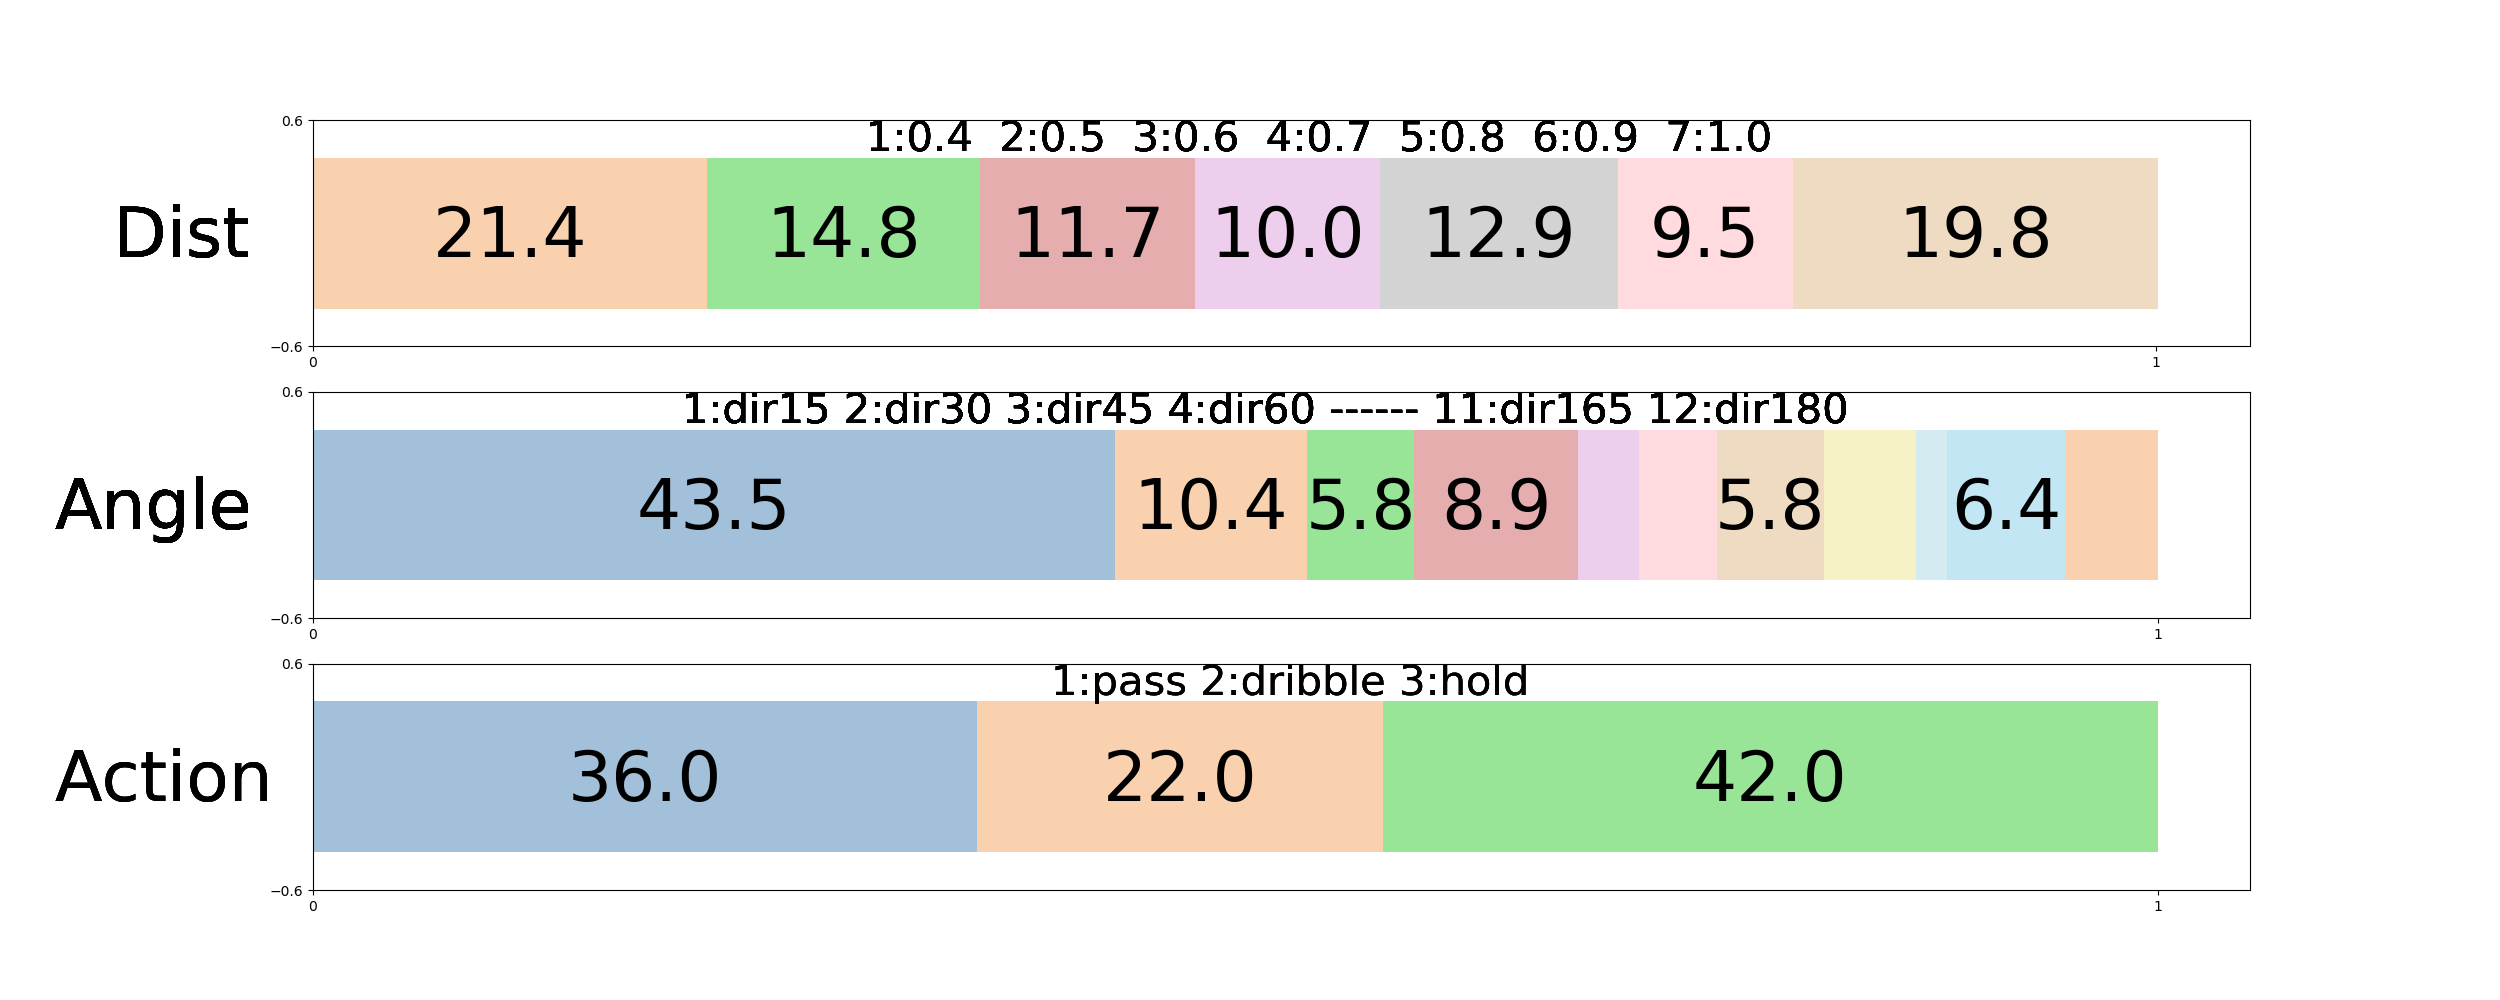 0.6
1:0.4 2:0.5 3:0.6 4:0.7 5:0.8 6:0.9 7:1.0
Dist
21.4 14.8 11.7 10.0 12.9 9.5 19.8
−0.6
0 1
0.6
1:dir15 2:dir30 3:dir45 4:dir60 ------ 11:dir165 12:dir180
Angle
43.5 10.4 5.8 8.9 5.8 6.4
−0.6
0 1
0.6
1:pass 2:dribble 3:hold
Action
36.0 22.0 42.0
−0.6
0 1